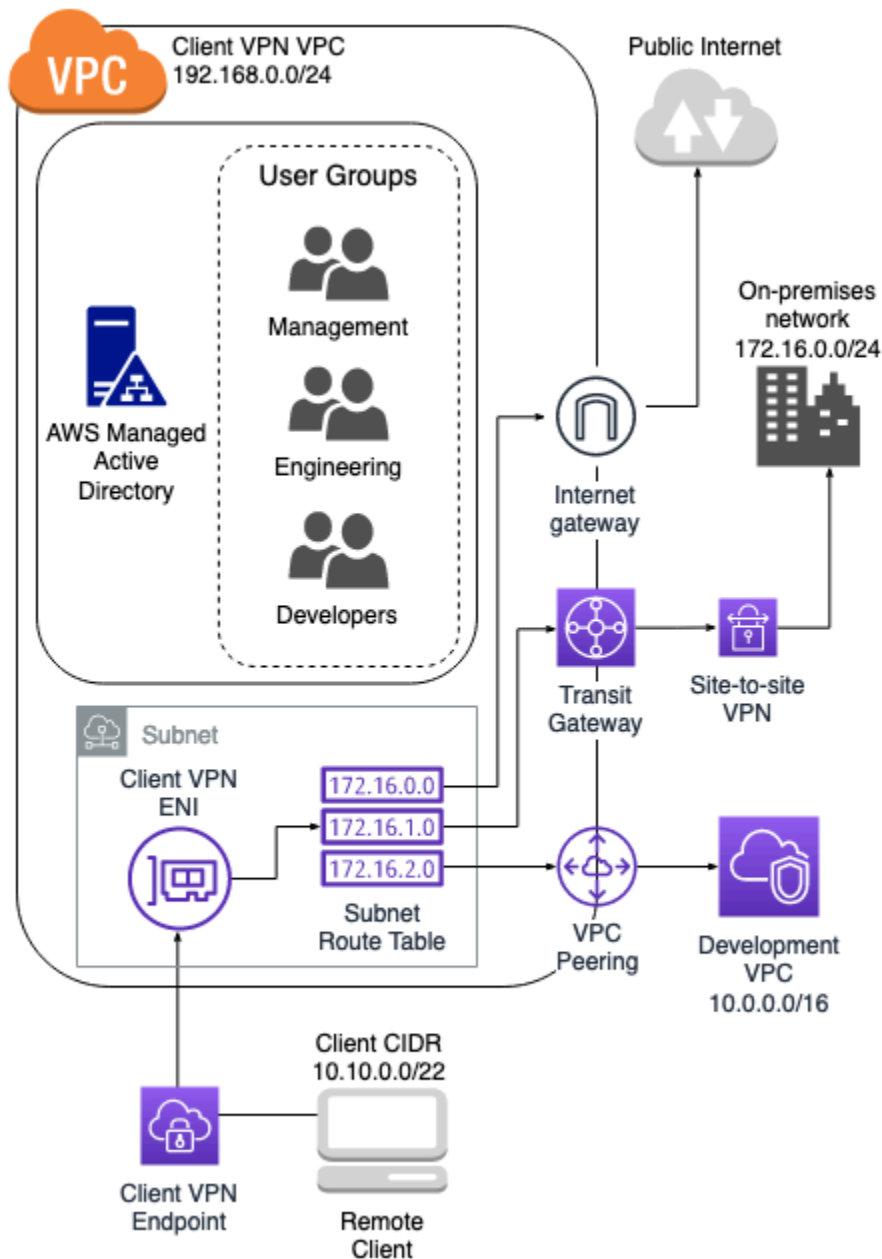 VPC
Client VPN VPC
192.168.0.0/24
Public Internet
User Groups
Management
Engineering
Developers
AWS Managed
Active
Directory
On-premises
network
172.16.0.0/24
Internet
gateway
Transit
Gateway
Site-to-site
VPN
Subnet
Client VPN
ENI
172.16.0.0
172.16.1.0
172.16.2.0
Subnet
Route Table
VPC
Peering
Development
VPC
10.0.0.0/16
Client CIDR
10.10.0.0/22
Client VPN
Endpoint
Remote
Client